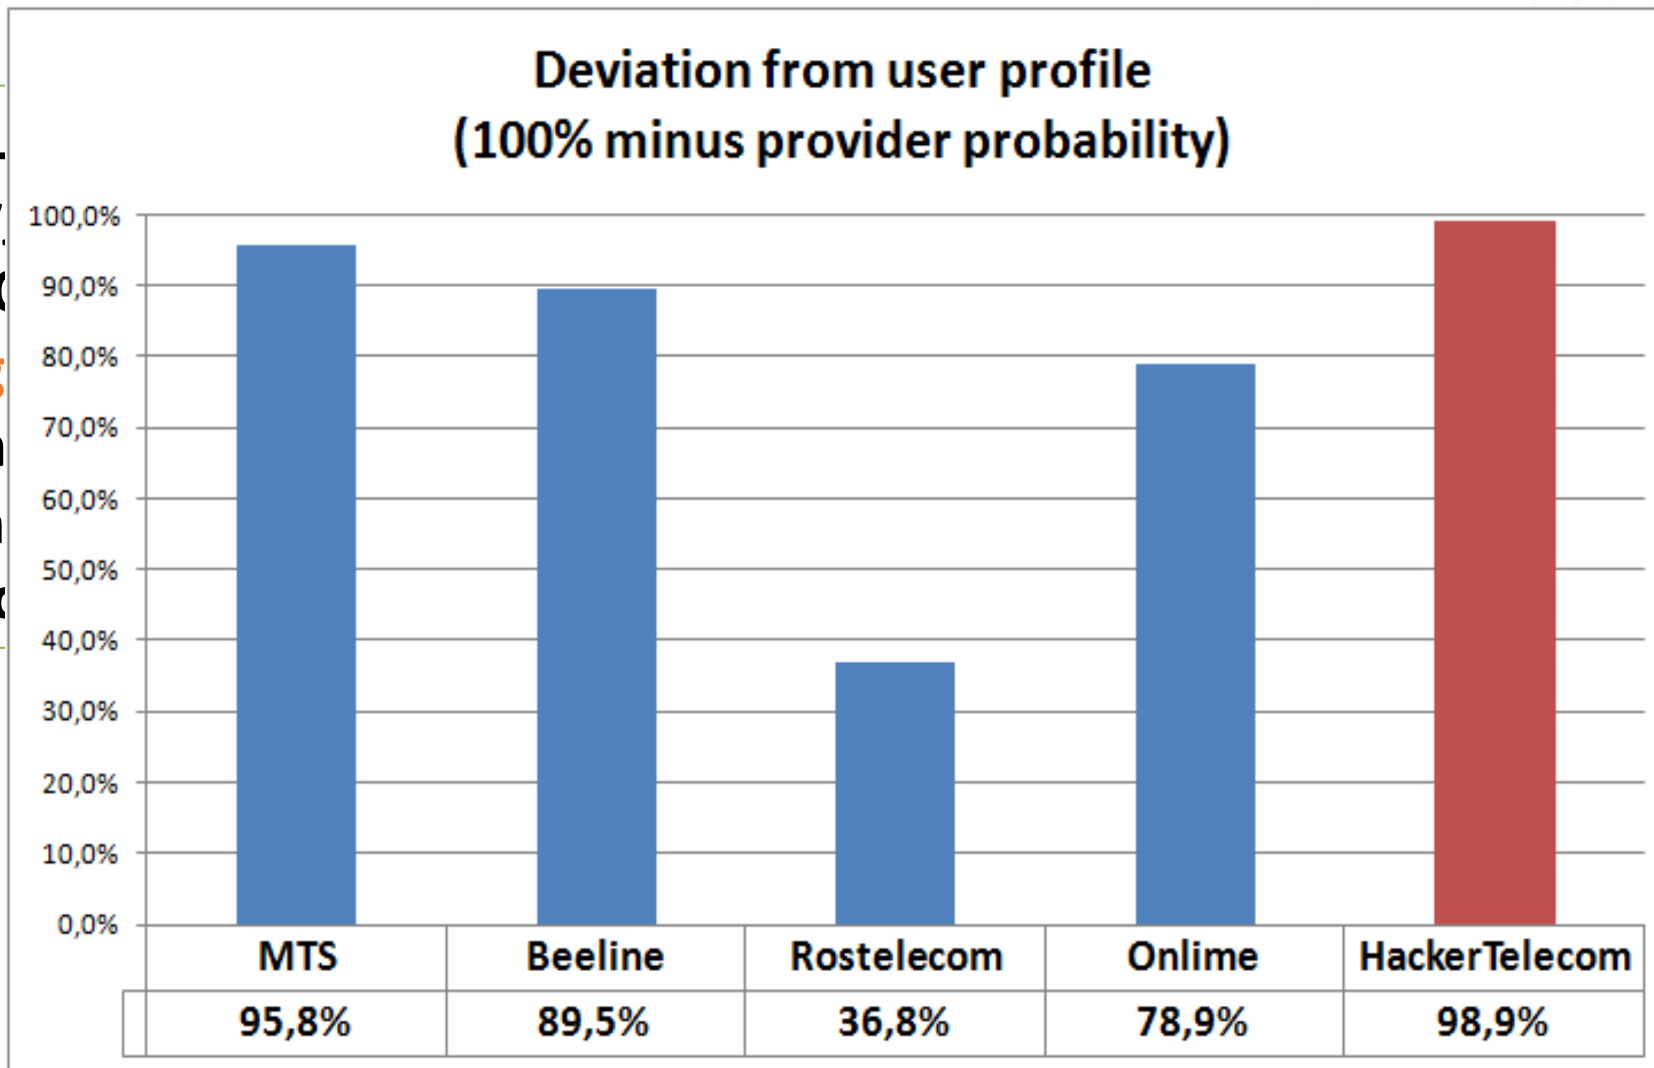 Deviation from user profile
(100% minus provider probability)
100,0%
90,0%
80,0%
70,0%
60,0%
50,0%
40,0%
30,0%
20,0%
10,0%
0,0%
MTS Beeline Rostelecom Onlime HackerTelecom
95,8% 89,5% 36,8% 78,9% 98,9%